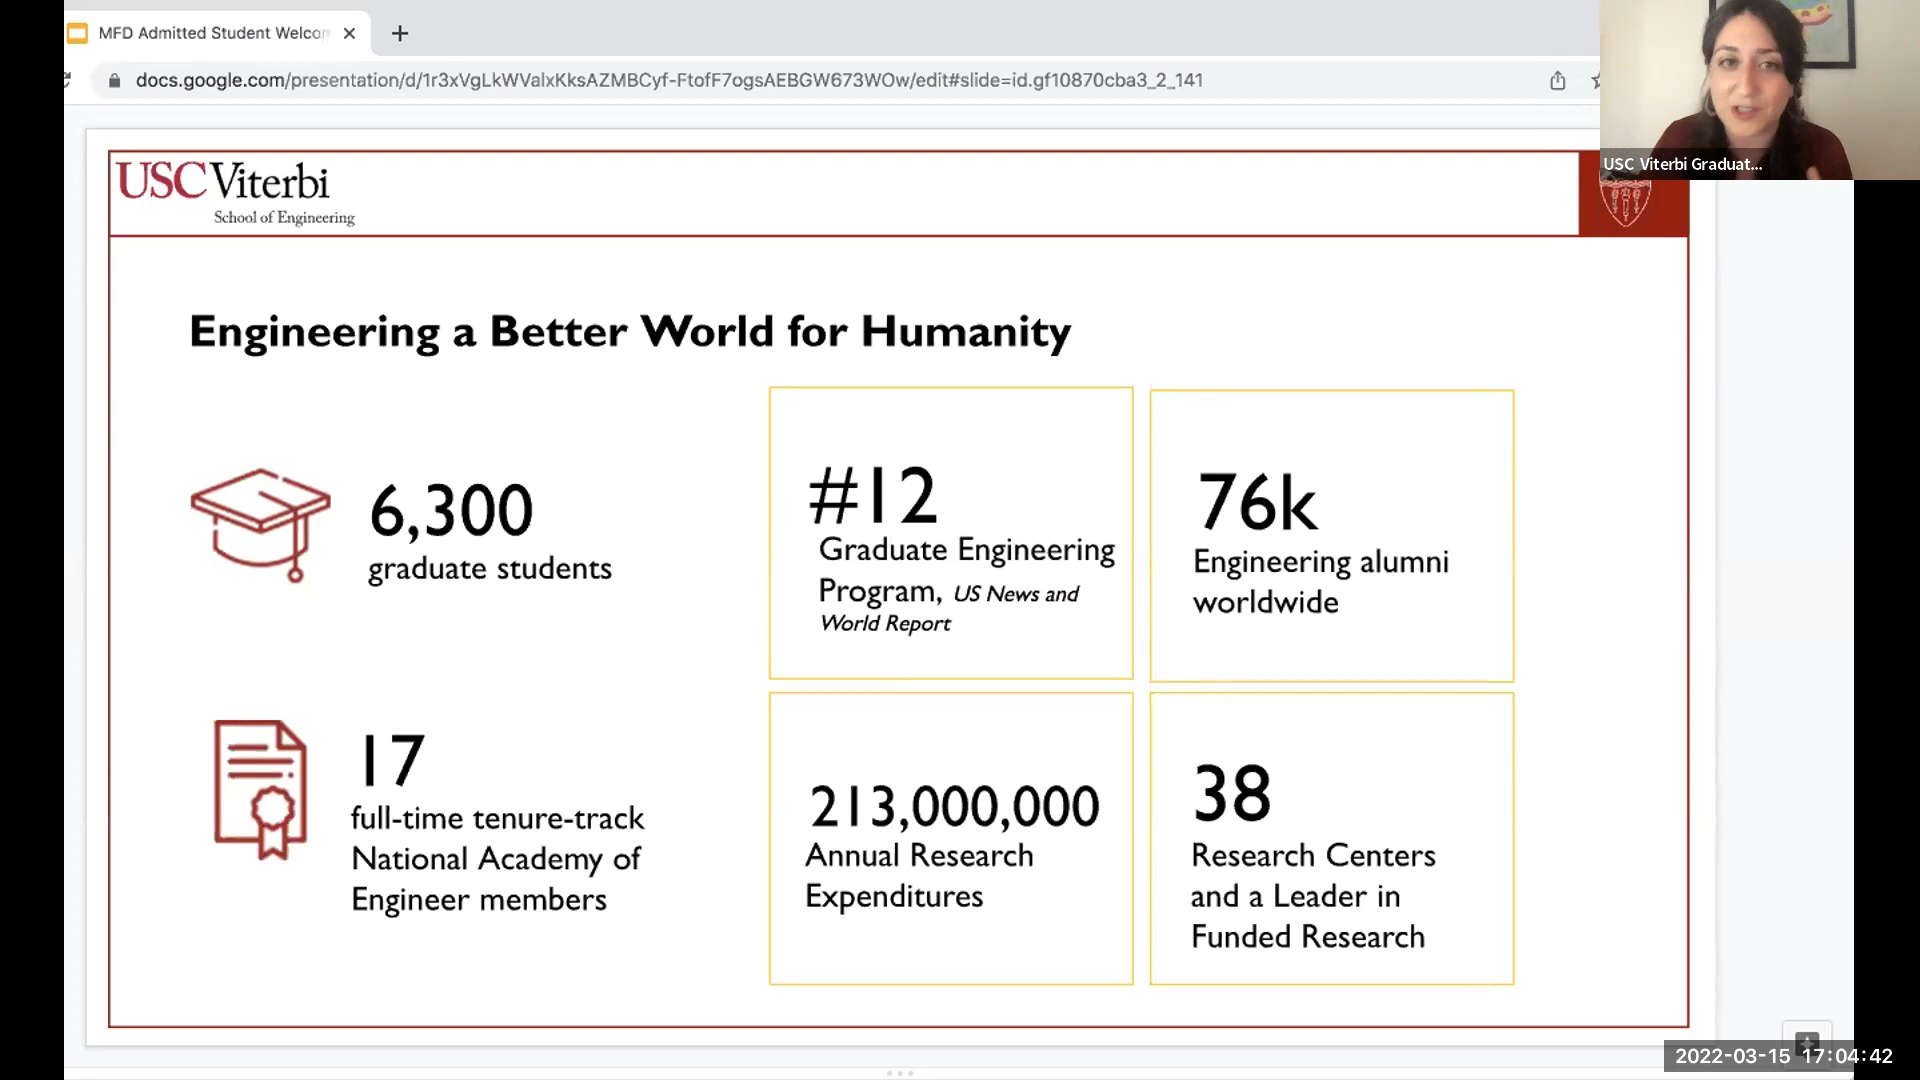 MFD Admitted Student Welcom
docs.google.com/presentation/d/1r3xVgLkWValxKksAZMBCyf-FtofF7ogsAEBGW673WOw/edit#slide=id.gf10870cba3_2_141
USC Viterbi Graduat...
USC Viterbi
School of Engineering
Engineering a Better World for Humanity
6,300
graduate students
17
full-time tenure-track
National Academy of
Engineer members
#12
Graduate Engineering
Program, US News and
World Report
76k
Engineering alumni
worldwide
213,000,000
Annual Research
Expenditures
38
Research Centers
and a Leader in
Funded Research
2022-03-15 17:04:42